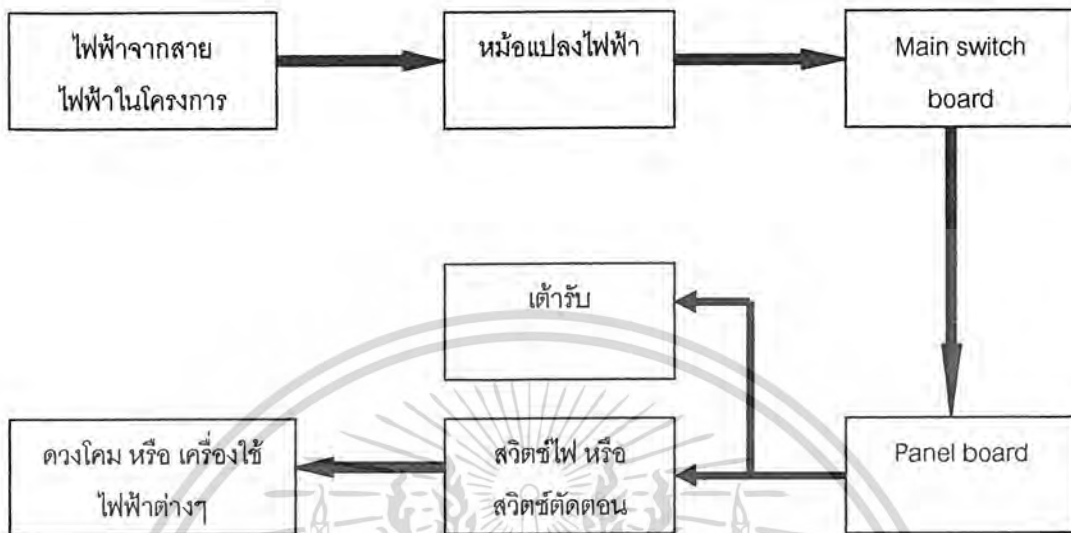 ไฟฟ้าจากสาย
ไฟฟ้าในโครงการ
หม้อแปลงไฟฟ้า
Main switch
board
เต้ารับ
ดวงโคม หรือ เครื่องใช้
ไฟฟ้าต่างๆ
สวิตซ์ไฟ หรือ
สวิตซ์ตัดตอน
Panel board